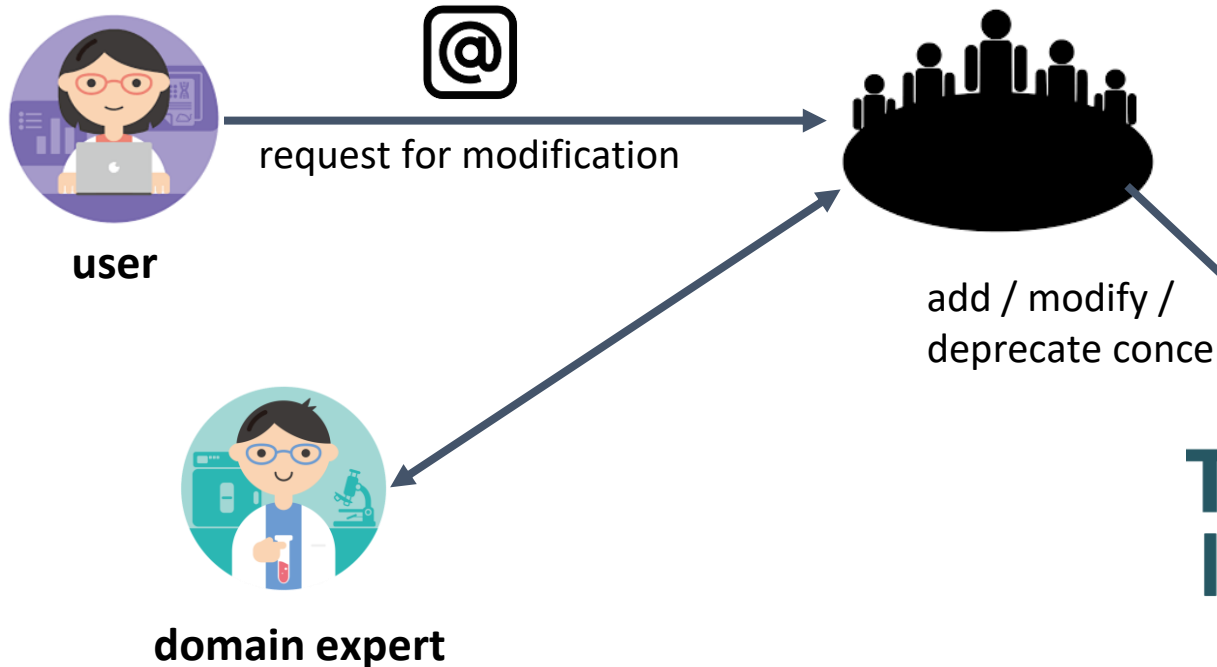 @
request for modification
user
add / modify /
deprecate conce
domain expert